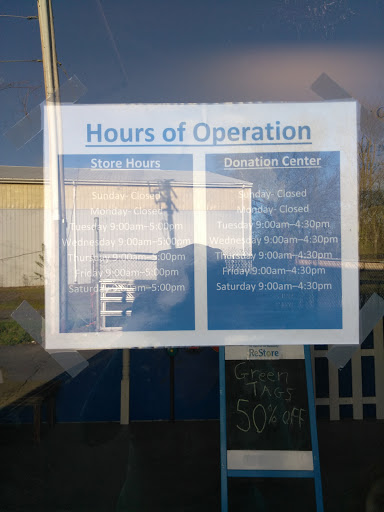 Hours of Operation
Store Hours
Sunday- Closed
Monday- Closed
Tuesday 9:00am–5:00pm
Wednesday 9:00am–5:00pm
Thursday 9:00am–5:00pm
Friday 9:00am–5:00pm
Saturday 9:00am–5:00pm
Donation Center
Sunday- Closed
Monday- Closed
Tuesday 9:00am–4:30pm
Wednesday 9:00am–4:30pm
Thursday 9:00am–4:30pm
Friday 9:00am–4:30pm
Saturday 9:00am–4:30pm
ReStore
Green
TAGS
50% OFF